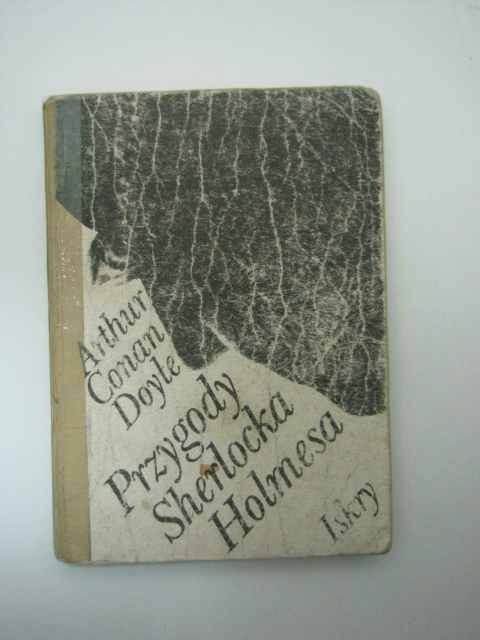 Arthur
Conan
Doyle
Przygody
Sherlocka
Holmesa
Iskry